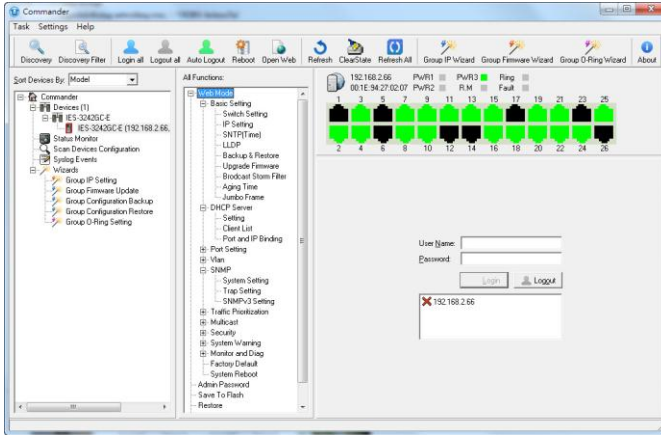 Commander
Task Settings Help
Discovery Discovery Filter Login all Logout all Auto Logout Reboot Open Web Refresh ClearState Refresh All Group IP Wizard Group Firmware Wizard Group O-Ring Wizard About
Sort Devices By: Model
Commander
Devices (1)
IES-3242GC-E
IES-3242GC-E (192.168.2.66,
Status Monitor
Scan Devices Configuration
Syslog Events
Wizards
Group IP Setting
Group Firmware Update
Group Configuration Backup
Group Configuration Restore
Group O-Ring Setting
All Functions:
Web Mode
Basic Setting
Switch Setting
IP Setting
SNTP(Time)
LLDP
Backup & Restore
Upgrade Firmware
Brodcast Storm Filter
Aging Time
Jumbo Frame
DHCP Server
Setting
Client List
Port and IP Binding
Port Setting
Vlan
SNMP
System Setting
Trap Setting
SNMPv3 Setting
Traffic Prioritization
Multicast
Security
System Warning
Monitor and Diag
Factory Default
System Reboot
Admin Password
Save To Flash
Restore
192.168.2.66 PWR1 PWR3 Ring
00:1E:94:27:02:07 PWR2 R.M Fault
1 3 5 7 9 11 13 15 17 19 21 23 25
2 4 6 8 10 12 14 16 18 20 22 24 26
User Name:
Password:
Login Logout
192.168.2.66